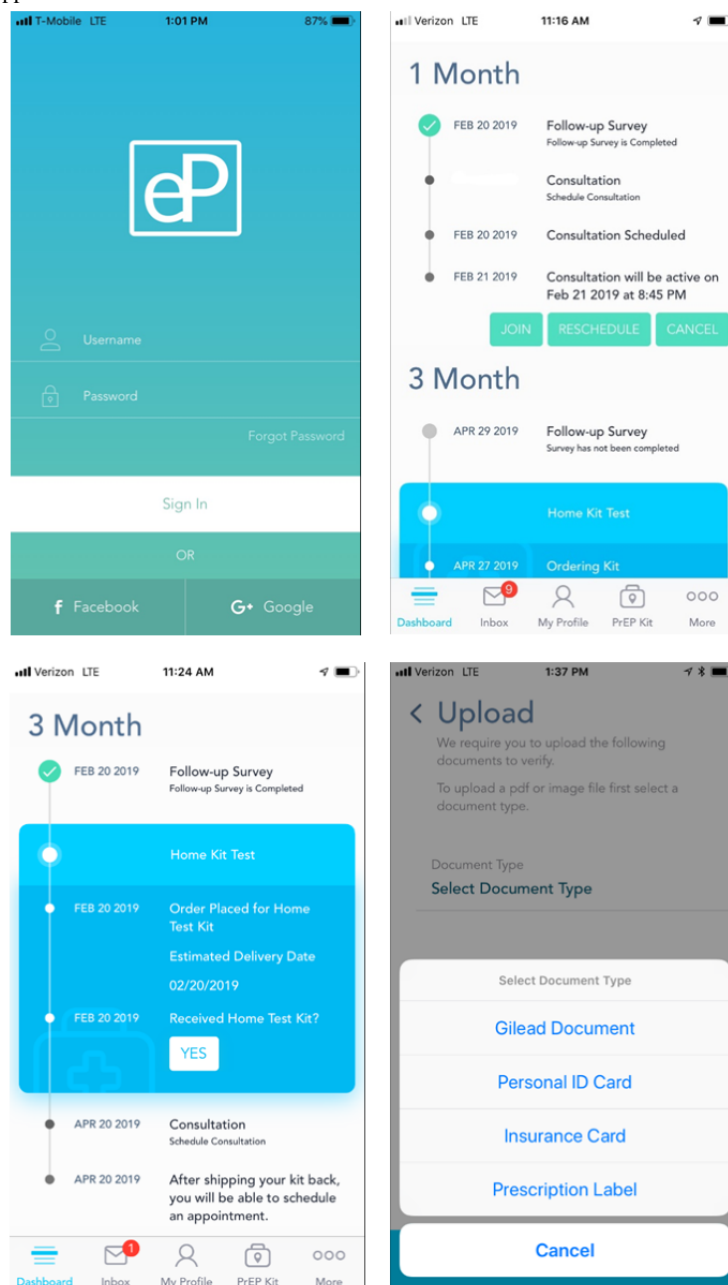 T-Mobile LTE 1:01 PM 87%
eP
Username
Password
Forgot Password
Sign In
OR
f Facebook G+ Google
Verizon LTE 11:16 AM
1 Month
FEB 20 2019 Follow-up Survey
Follow-up Survey is Completed
Consultation
Schedule Consultation
FEB 20 2019 Consultation Scheduled
FEB 21 2019 Consultation will be active on
Feb 21 2019 at 8:45 PM
JOIN RESCHEDULE CANCEL
3 Month
APR 29 2019 Follow-up Survey
Survey has not been completed
Home Kit Test
APR 27 2019 Ordering Kit
9
Dashboard Inbox My Profile PrEP Kit More
Verizon LTE 11:24 AM
3 Month
FEB 20 2019 Follow-up Survey
Follow-up Survey is Completed
Home Kit Test
FEB 20 2019 Order Placed for Home
Test Kit
Estimated Delivery Date
02/20/2019
FEB 20 2019 Received Home Test Kit?
YES
APR 20 2019 Consultation
Schedule Consultation
APR 20 2019 After shipping your kit back,
you will be able to schedule
an appointment.
1
Dashboard Inbox My Profile PrEP Kit More
Verizon LTE 1:37 PM
Upload
We require you to upload the following
documents to verify.
To upload a pdf or image file first select a
document type.
Document Type
Select Document Type
Select Document Type
Gilead Document
Personal ID Card
Insurance Card
Prescription Label
Cancel